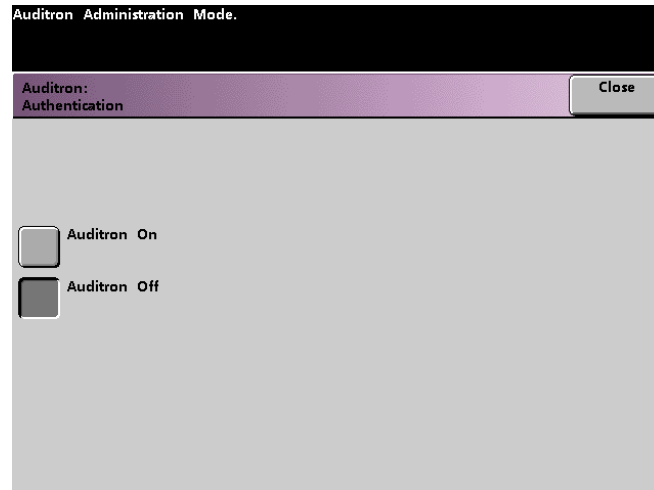 Auditron Administration Mode.
Auditron:
Authentication
Close
Auditron On
Auditron Off